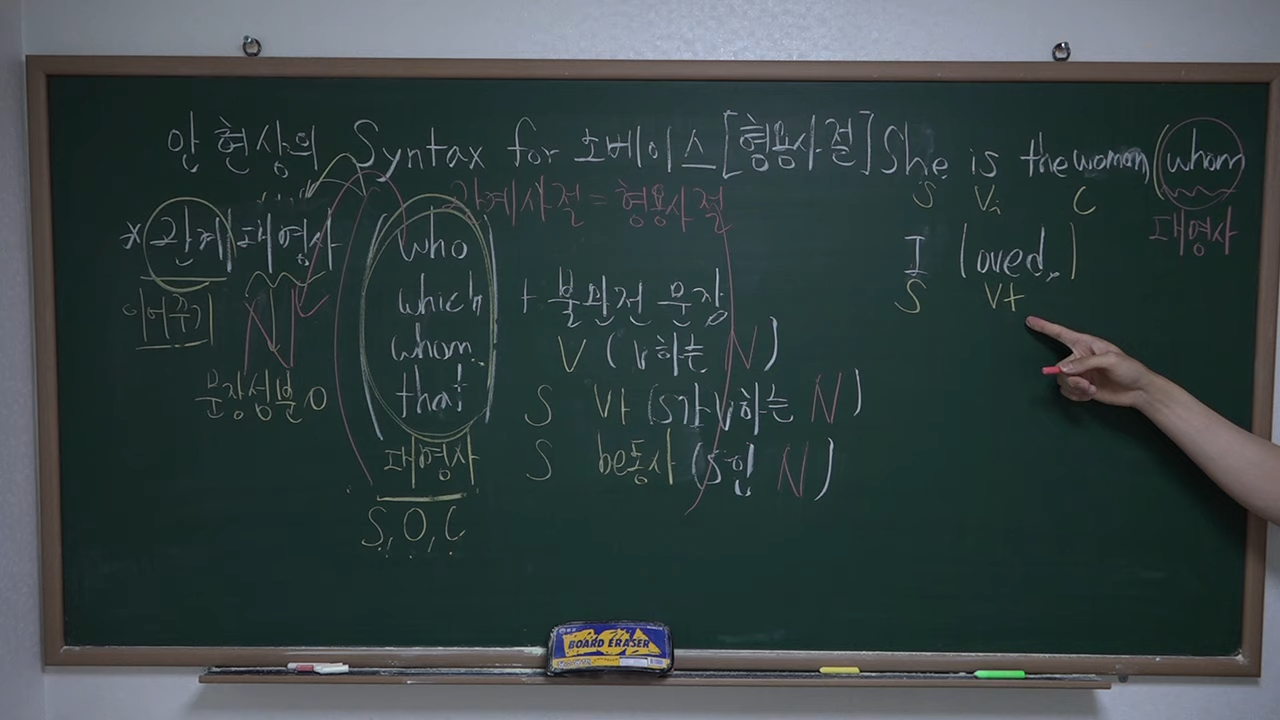 안현상의 Syntax for 초베이스 [형용사절] She is the woman whom
S Vi C
관계사절 = 형용사절
대명사
* 관계대명사
who
I loved.
S Vt
이어주기
N
which
+ 불완전 문장
whom
V (V하는 N)
문장성분 O
that
S Vt (S가 V하는 N)
대명사
S be동사 (S인 N)
S, O, C
BOARD ERASER